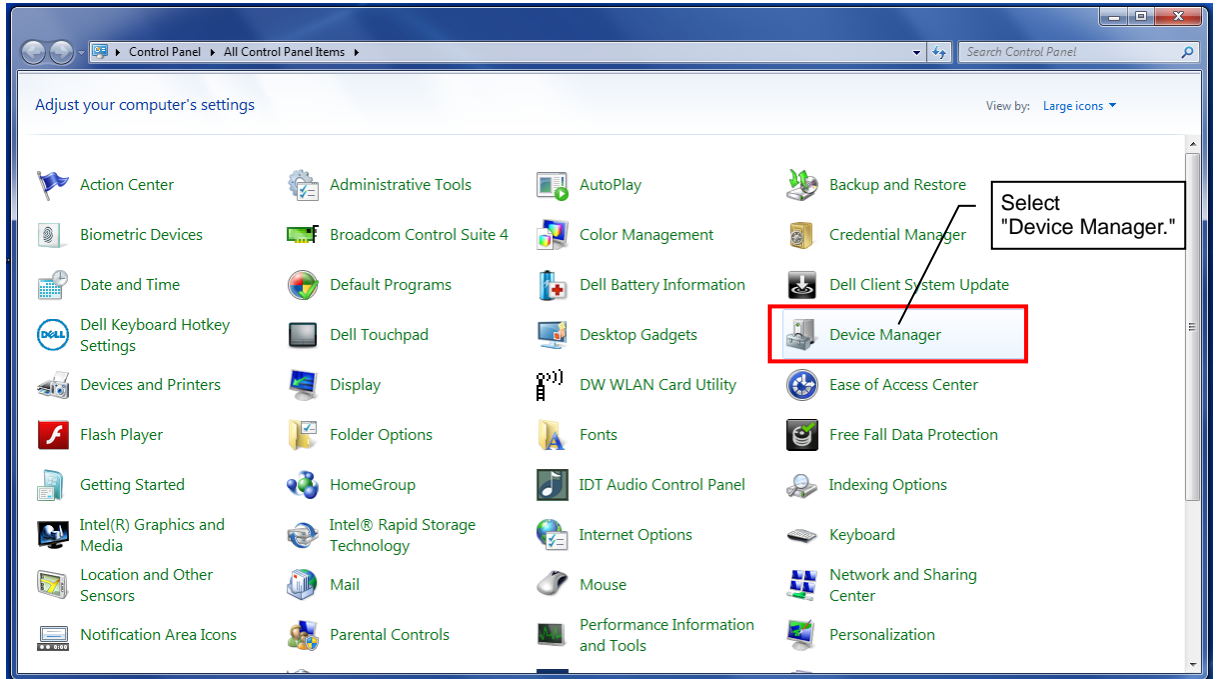 Control Panel ▸ All Control Panel Items ▸
Search Control Panel
Adjust your computer's settings
View by: Large icons
Action Center
Administrative Tools
AutoPlay
Backup and Restore
Select
"Device Manager."
Biometric Devices
Broadcom Control Suite 4
Color Management
Credential Manager
Date and Time
Default Programs
Dell Battery Information
Dell Client System Update
DELL
Dell Keyboard Hotkey
Settings
Dell Touchpad
Desktop Gadgets
Device Manager
Devices and Printers
Display
DW WLAN Card Utility
Ease of Access Center
Flash Player
Folder Options
Fonts
Free Fall Data Protection
Getting Started
HomeGroup
IDT Audio Control Panel
Indexing Options
Intel(R) Graphics and
Media
Intel® Rapid Storage
Technology
Internet Options
Keyboard
Location and Other
Sensors
Mail
Mouse
Network and Sharing
Center
Notification Area Icons
Parental Controls
Performance Information
and Tools
Personalization